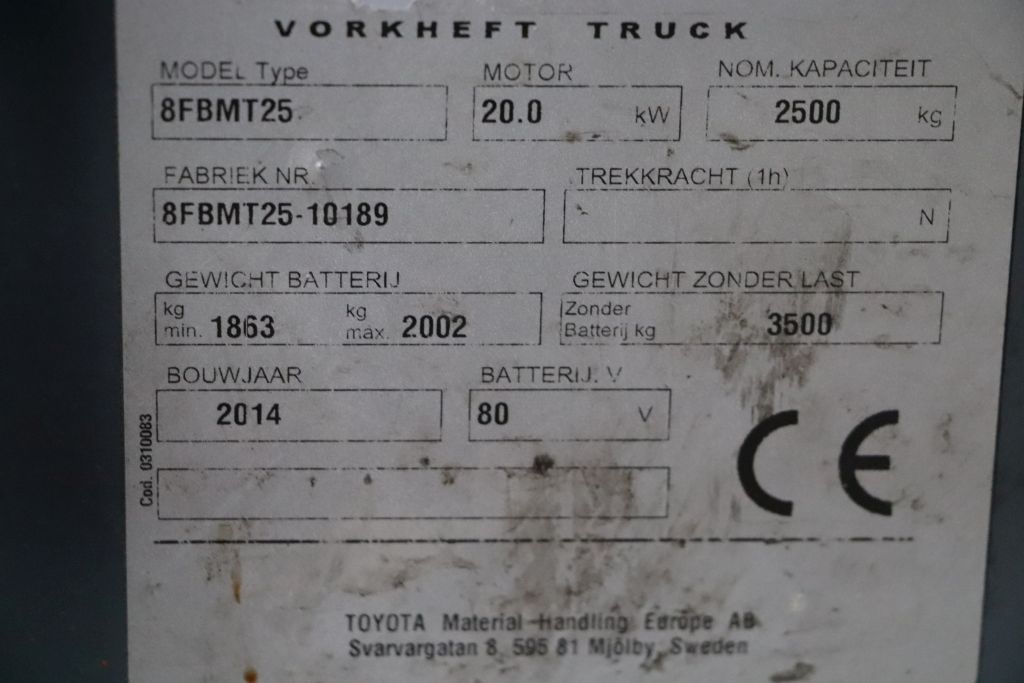 VORKHEFT TRUCK
MODEL Type MOTOR NOM. KAPACITEIT
8FBMT25 20.0 kW 2500 kg
FABRIEK NR. TREKKRACHT (1h)
8FBMT25-10189 - N
GEWICHT BATTERIJ GEWICHT ZONDER LAST
kg min. 1863 kg max. 2002 Zonder Batterij kg 3500
BOUWJAAR BATTERIJ. V
2014 80 V
Cod. 0310083
CE
TOYOTA Material Handling Europe AB
Svarvargatan 8, 595 81 Mjölby, Sweden